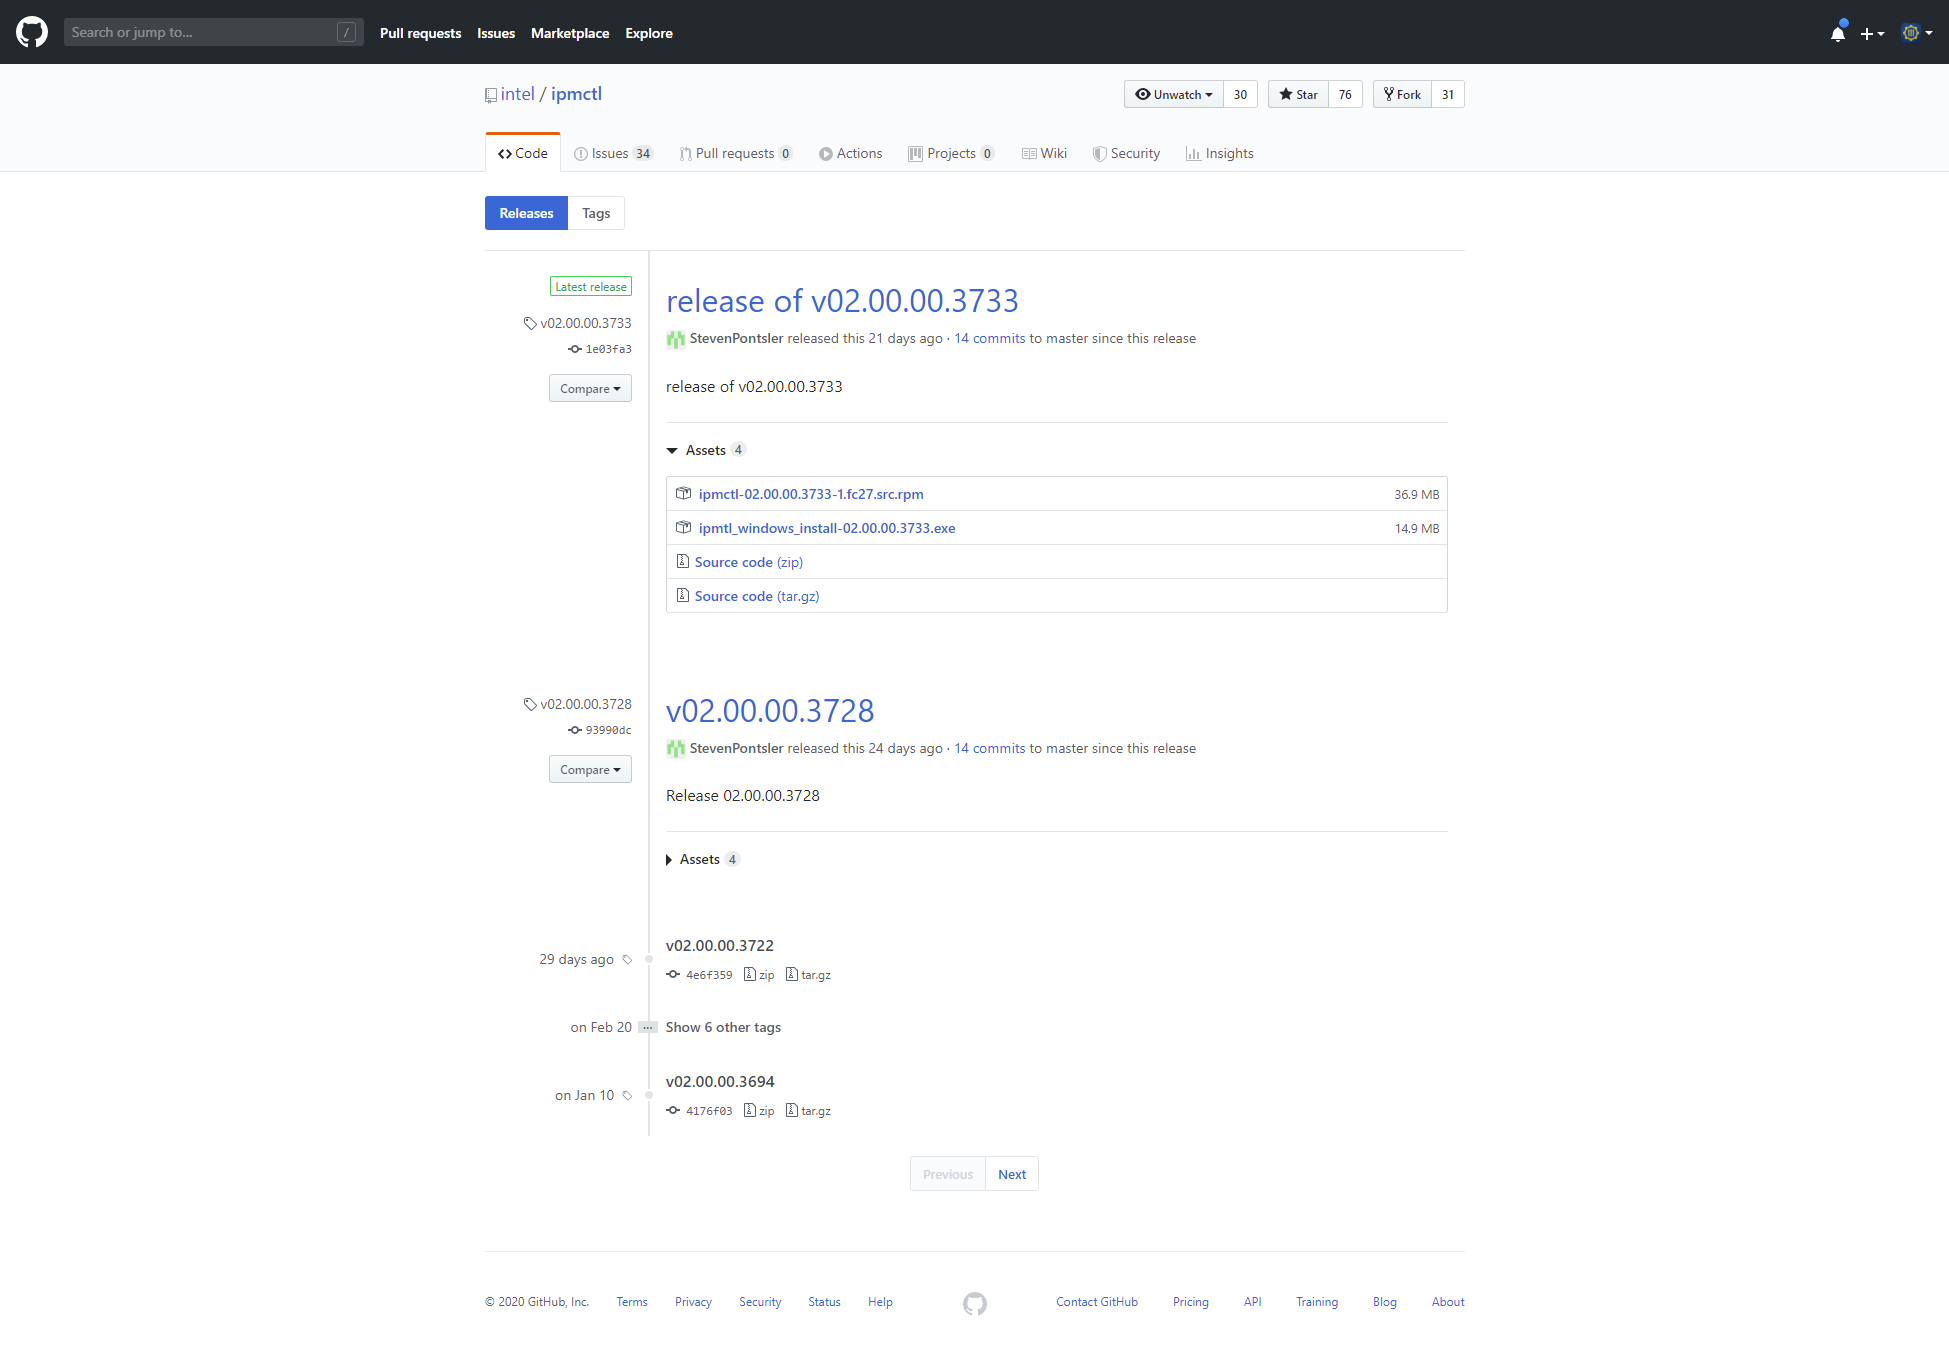 Search or jump to... /
Pull requests Issues Marketplace Explore
intel / ipmctl
Unwatch 30 Star 76 Fork 31
Code Issues 34 Pull requests 0 Actions Projects 0 Wiki Security Insights
Releases Tags
Latest release
v02.00.00.3733
1e03fa3
Compare
release of v02.00.00.3733
StevenPontsler released this 21 days ago · 14 commits to master since this release
release of v02.00.00.3733
Assets 4
ipmctl-02.00.00.3733-1.fc27.src.rpm 36.9 MB
ipmtl_windows_install-02.00.00.3733.exe 14.9 MB
Source code (zip)
Source code (tar.gz)
v02.00.00.3728
93990dc
Compare
v02.00.00.3728
StevenPontsler released this 24 days ago · 14 commits to master since this release
Release 02.00.00.3728
Assets 4
29 days ago
v02.00.00.3722
4e6f359 zip tar.gz
on Feb 20 ... Show 6 other tags
on Jan 10
v02.00.00.3694
4176f03 zip tar.gz
Previous Next
© 2020 GitHub, Inc. Terms Privacy Security Status Help Contact GitHub Pricing API Training Blog About